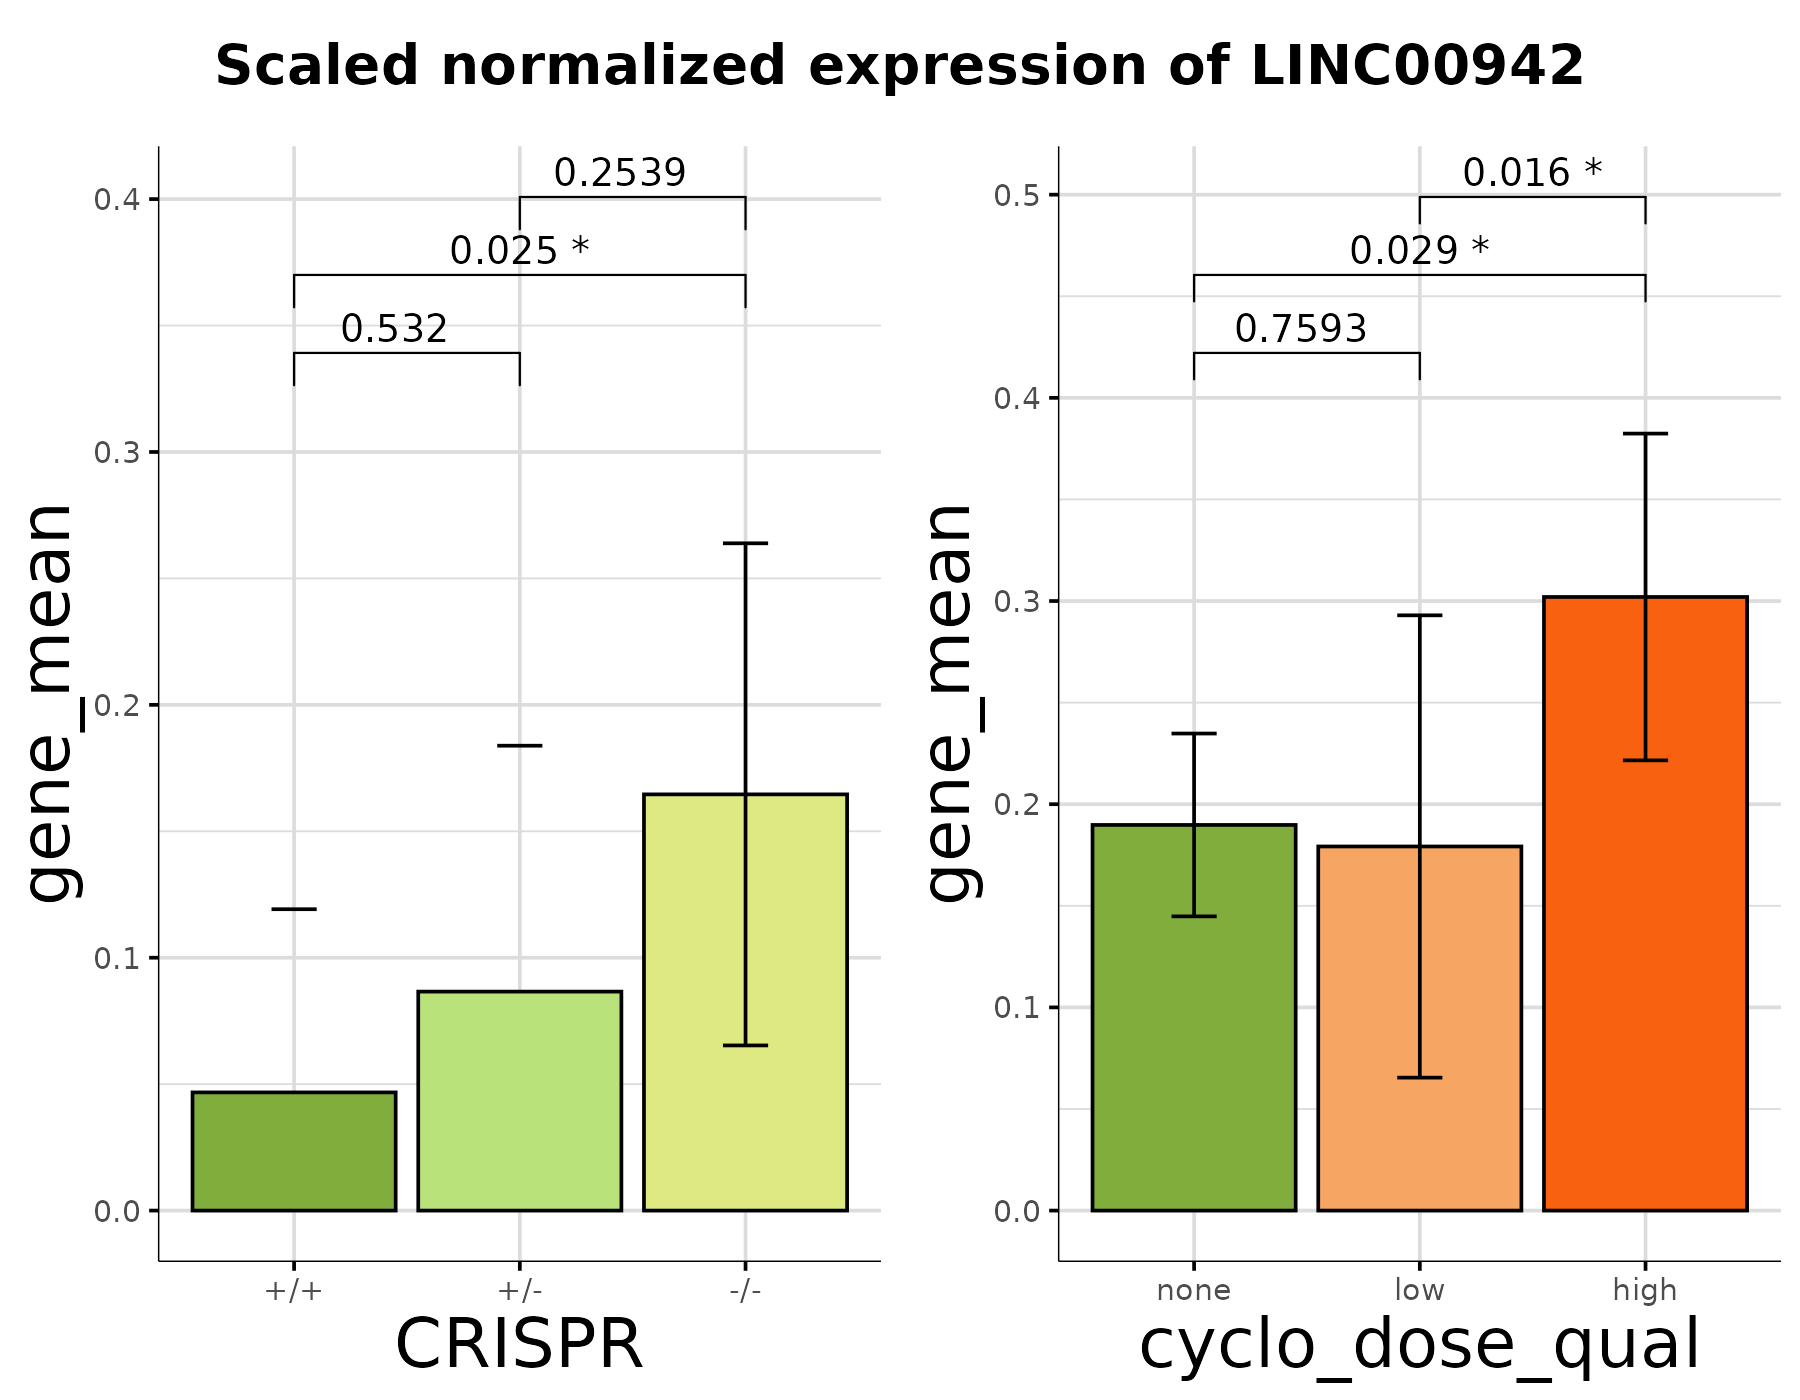 Scaled normalized expression of LINC00942
gene_mean
0.4
0.3
0.2
0.1
0.0
0.2539
0.025 *
0.532
+/+
+/-
-/-
CRISPR
gene_mean
0.5
0.4
0.3
0.2
0.1
0.0
0.016 *
0.029 *
0.7593
none
low
high
cyclo_dose_qual